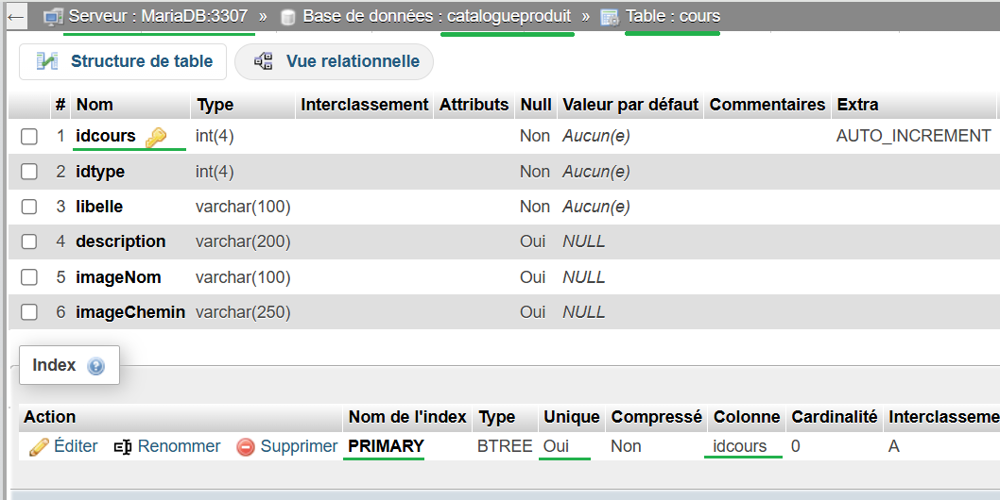 ← Serveur : MariaDB:3307 » Base de données : catalogueproduit » Table : cours
Structure de table Vue relationnelle
# Nom Type Interclassement Attributs Null Valeur par défaut Commentaires Extra
1 idcours int(4) Non Aucun(e) AUTO_INCREMENT
2 idtype int(4) Non Aucun(e)
3 libelle varchar(100) Non Aucun(e)
4 description varchar(200) Oui NULL
5 imageNom varchar(100) Oui NULL
6 imageChemin varchar(250) Oui NULL
Index
Action Nom de l'index Type Unique Compressé Colonne Cardinalité Interclasseme
Éditer Renommer Supprimer PRIMARY BTREE Oui Non idcours 0 A